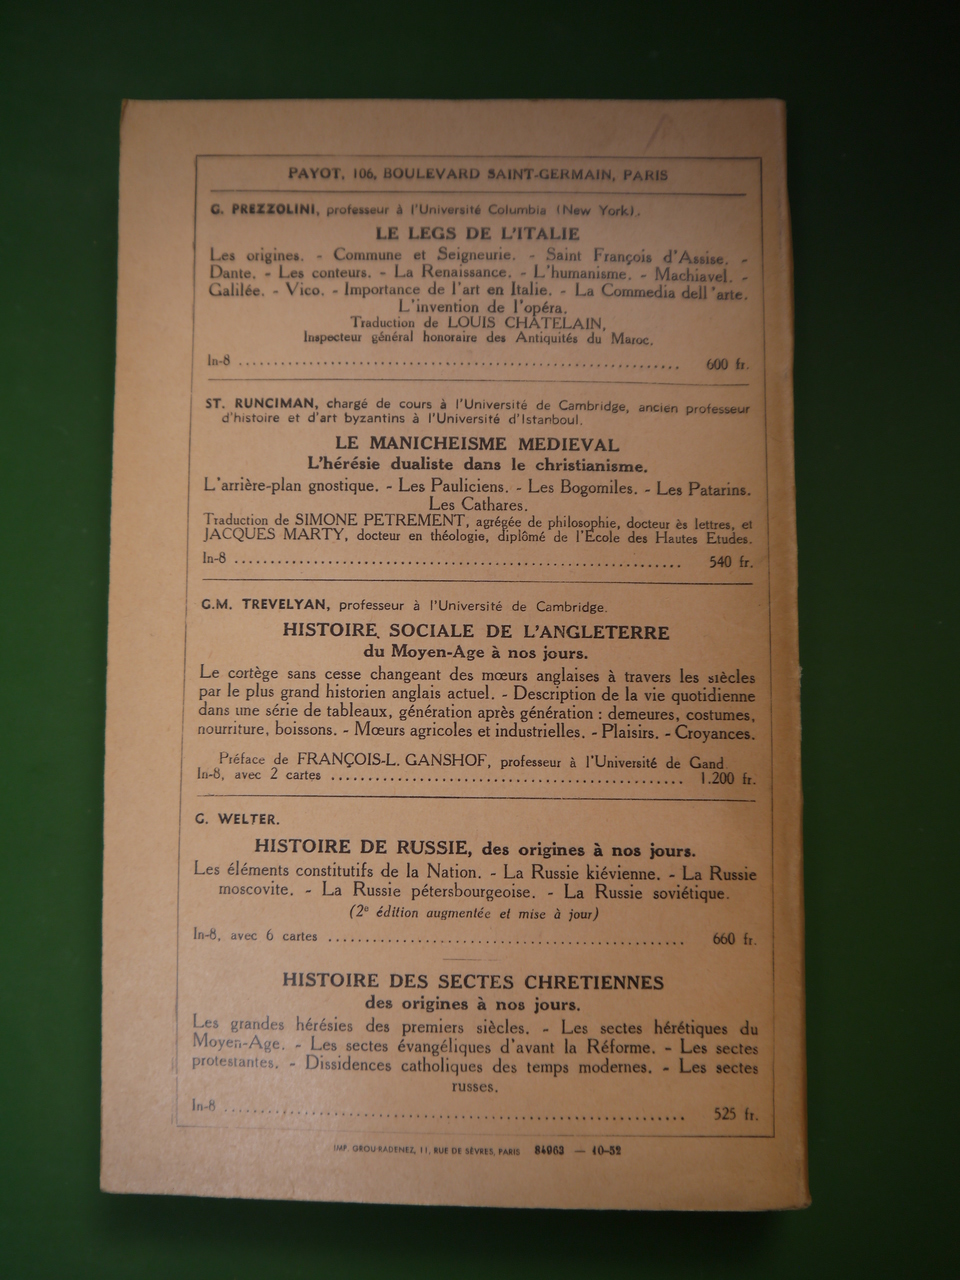 PAYOT, 106, BOULEVARD SAINT-GERMAIN, PARIS
G. PREZZOLINI, professeur à l'Université Columbia (New York).
LE LEGS DE L'ITALIE
Les origines. - Commune et Seigneurie. - Saint François d'Assise. -
Dante. - Les conteurs. - La Renaissance. - L'humanisme. - Machiavel. -
Galilée. - Vico. - Importance de l'art en Italie. - La Commedia dell'arte.
L'invention de l'opéra.
Traduction de LOUIS CHATELAIN,
Inspecteur général honoraire des Antiquités du Maroc.
In-8 ........................................ 600 fr.
ST. RUNCIMAN, chargé de cours à l'Université de Cambridge, ancien professeur
d'histoire et d'art byzantins à l'Université d'Istanboul.
LE MANICHEISME MEDIEVAL
L'hérésie dualiste dans le christianisme.
L'arrière-plan gnostique. - Les Pauliciens. - Les Bogomiles. - Les Patarins.
Les Cathares.
Traduction de SIMONE PETREMENT, agrégée de philosophie, docteur ès lettres, et
JACQUES MARTY, docteur en théologie, diplômé de l'Ecole des Hautes Etudes.
In-8 ........................................ 540 fr.
G.M. TREVELYAN, professeur à l'Université de Cambridge.
HISTOIRE SOCIALE DE L'ANGLETERRE
du Moyen-Age à nos jours.
Le cortège sans cesse changeant des mœurs anglaises à travers les siècles
par le plus grand historien anglais actuel. - Description de la vie quotidienne
dans une série de tableaux, génération après génération : demeures, costumes,
nourriture, boissons. - Mœurs agricoles et industrielles. - Plaisirs. - Croyances.
Préface de FRANÇOIS-L. GANSHOF, professeur à l'Université de Gand
In-8, avec 2 cartes ........................................ 1.200 fr.
G. WELTER.
HISTOIRE DE RUSSIE, des origines à nos jours.
Les éléments constitutifs de la Nation. - La Russie kiévienne. - La Russie
moscovite. - La Russie pétersbourgeoise. - La Russie soviétique.
(2e édition augmentée et mise à jour)
In-8, avec 6 cartes ........................................ 660 fr.
HISTOIRE DES SECTES CHRETIENNES
des origines à nos jours.
Les grandes hérésies des premiers siècles. - Les sectes hérétiques du
Moyen-Age. - Les sectes évangéliques d'avant la Réforme. - Les sectes
protestantes. - Dissidences catholiques des temps modernes. - Les sectes
russes.
In-8 ........................................ 525 fr.
IMP. GROU-RADENEZ, 11, RUE DE SÈVRES, PARIS 84963 — 10-52